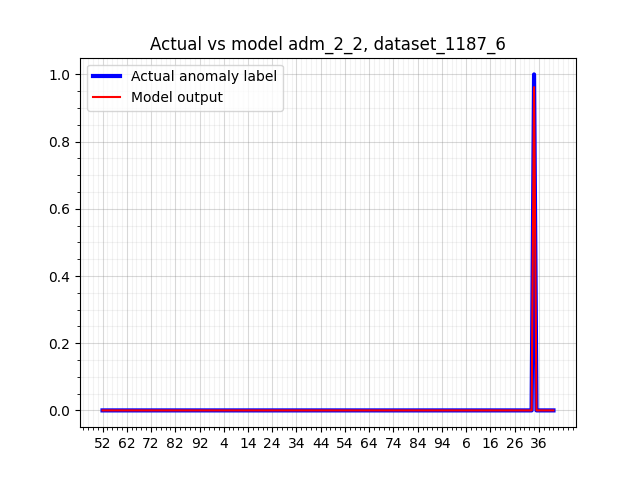 Actual vs model adm_2_2, dataset_1187_6
Actual anomaly label
Model output
1.0
0.8
0.6
0.4
0.2
0.0
52 62 72 82 92 4 14 24 34 44 54 64 74 84 94 6 16 26 36